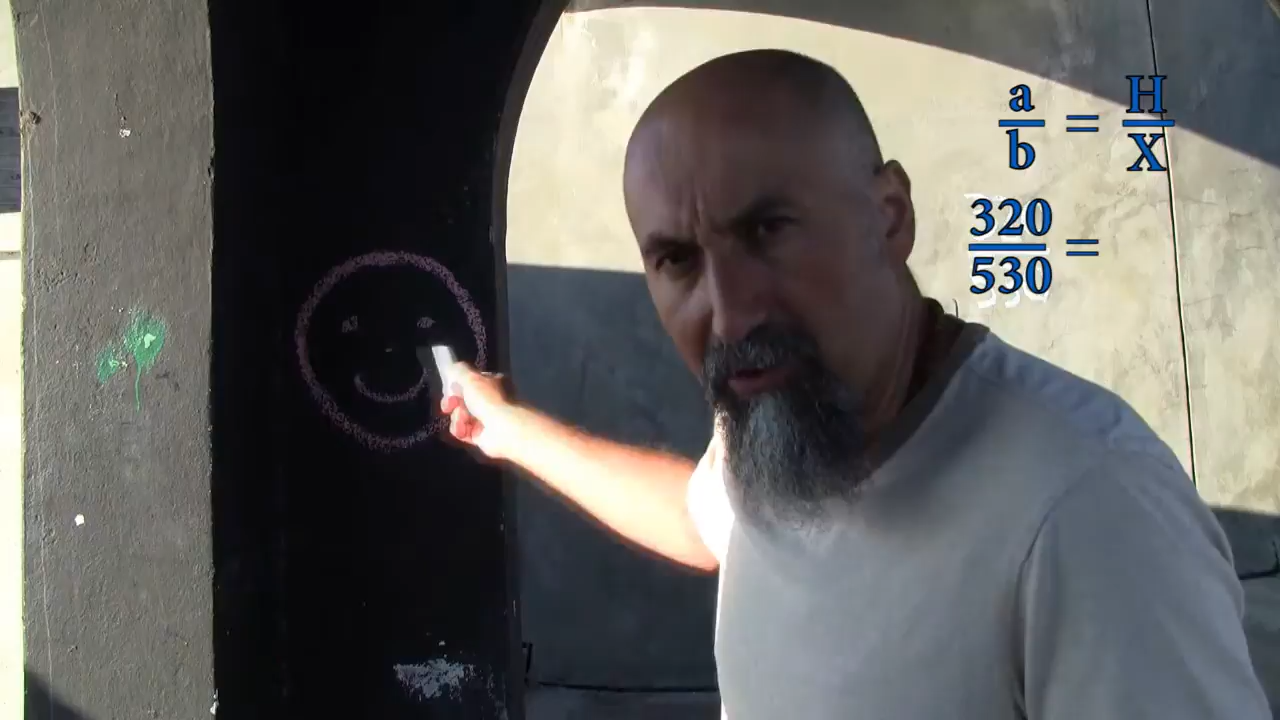 a/b = H/X
320/530 =